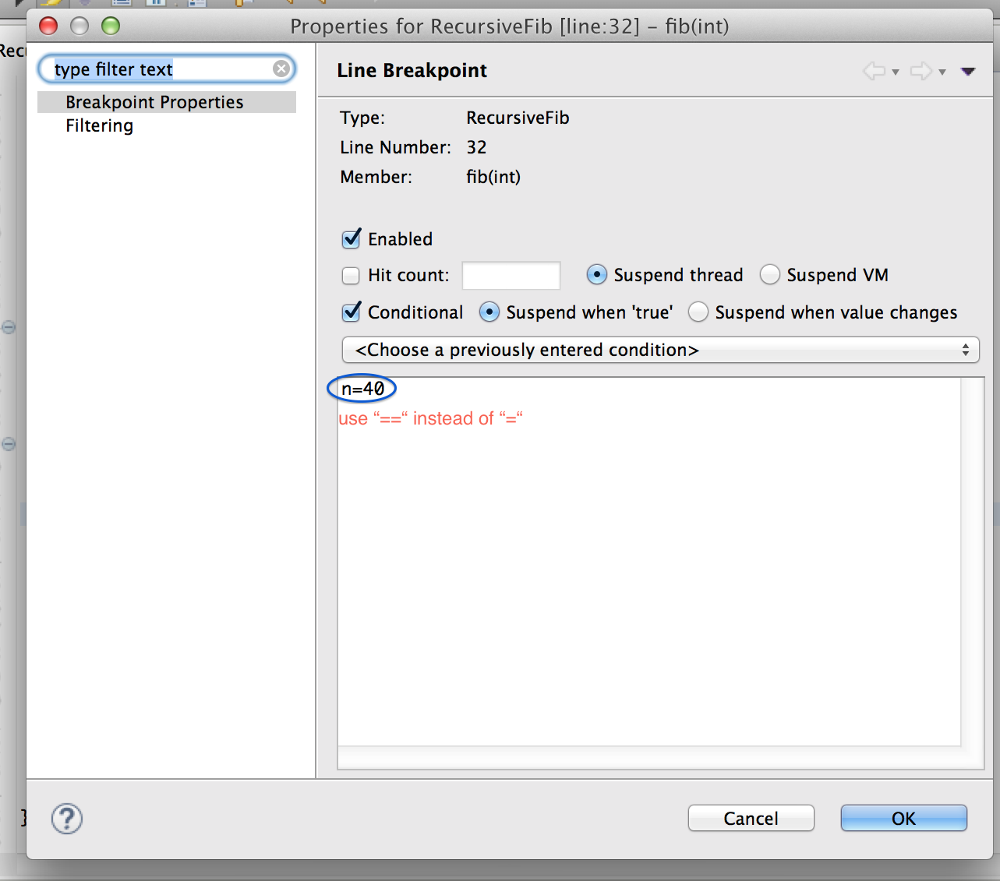 Properties for RecursiveFib [line:32] – fib(int)
Recu
type filter text
Breakpoint Properties
Filtering
Line Breakpoint
Type: RecursiveFib
Line Number: 32
Member: fib(int)
Enabled
Hit count: Suspend thread Suspend VM
Conditional Suspend when 'true' Suspend when value changes
<Choose a previously entered condition>
n=40
use “==“ instead of “=“
}
? Cancel OK